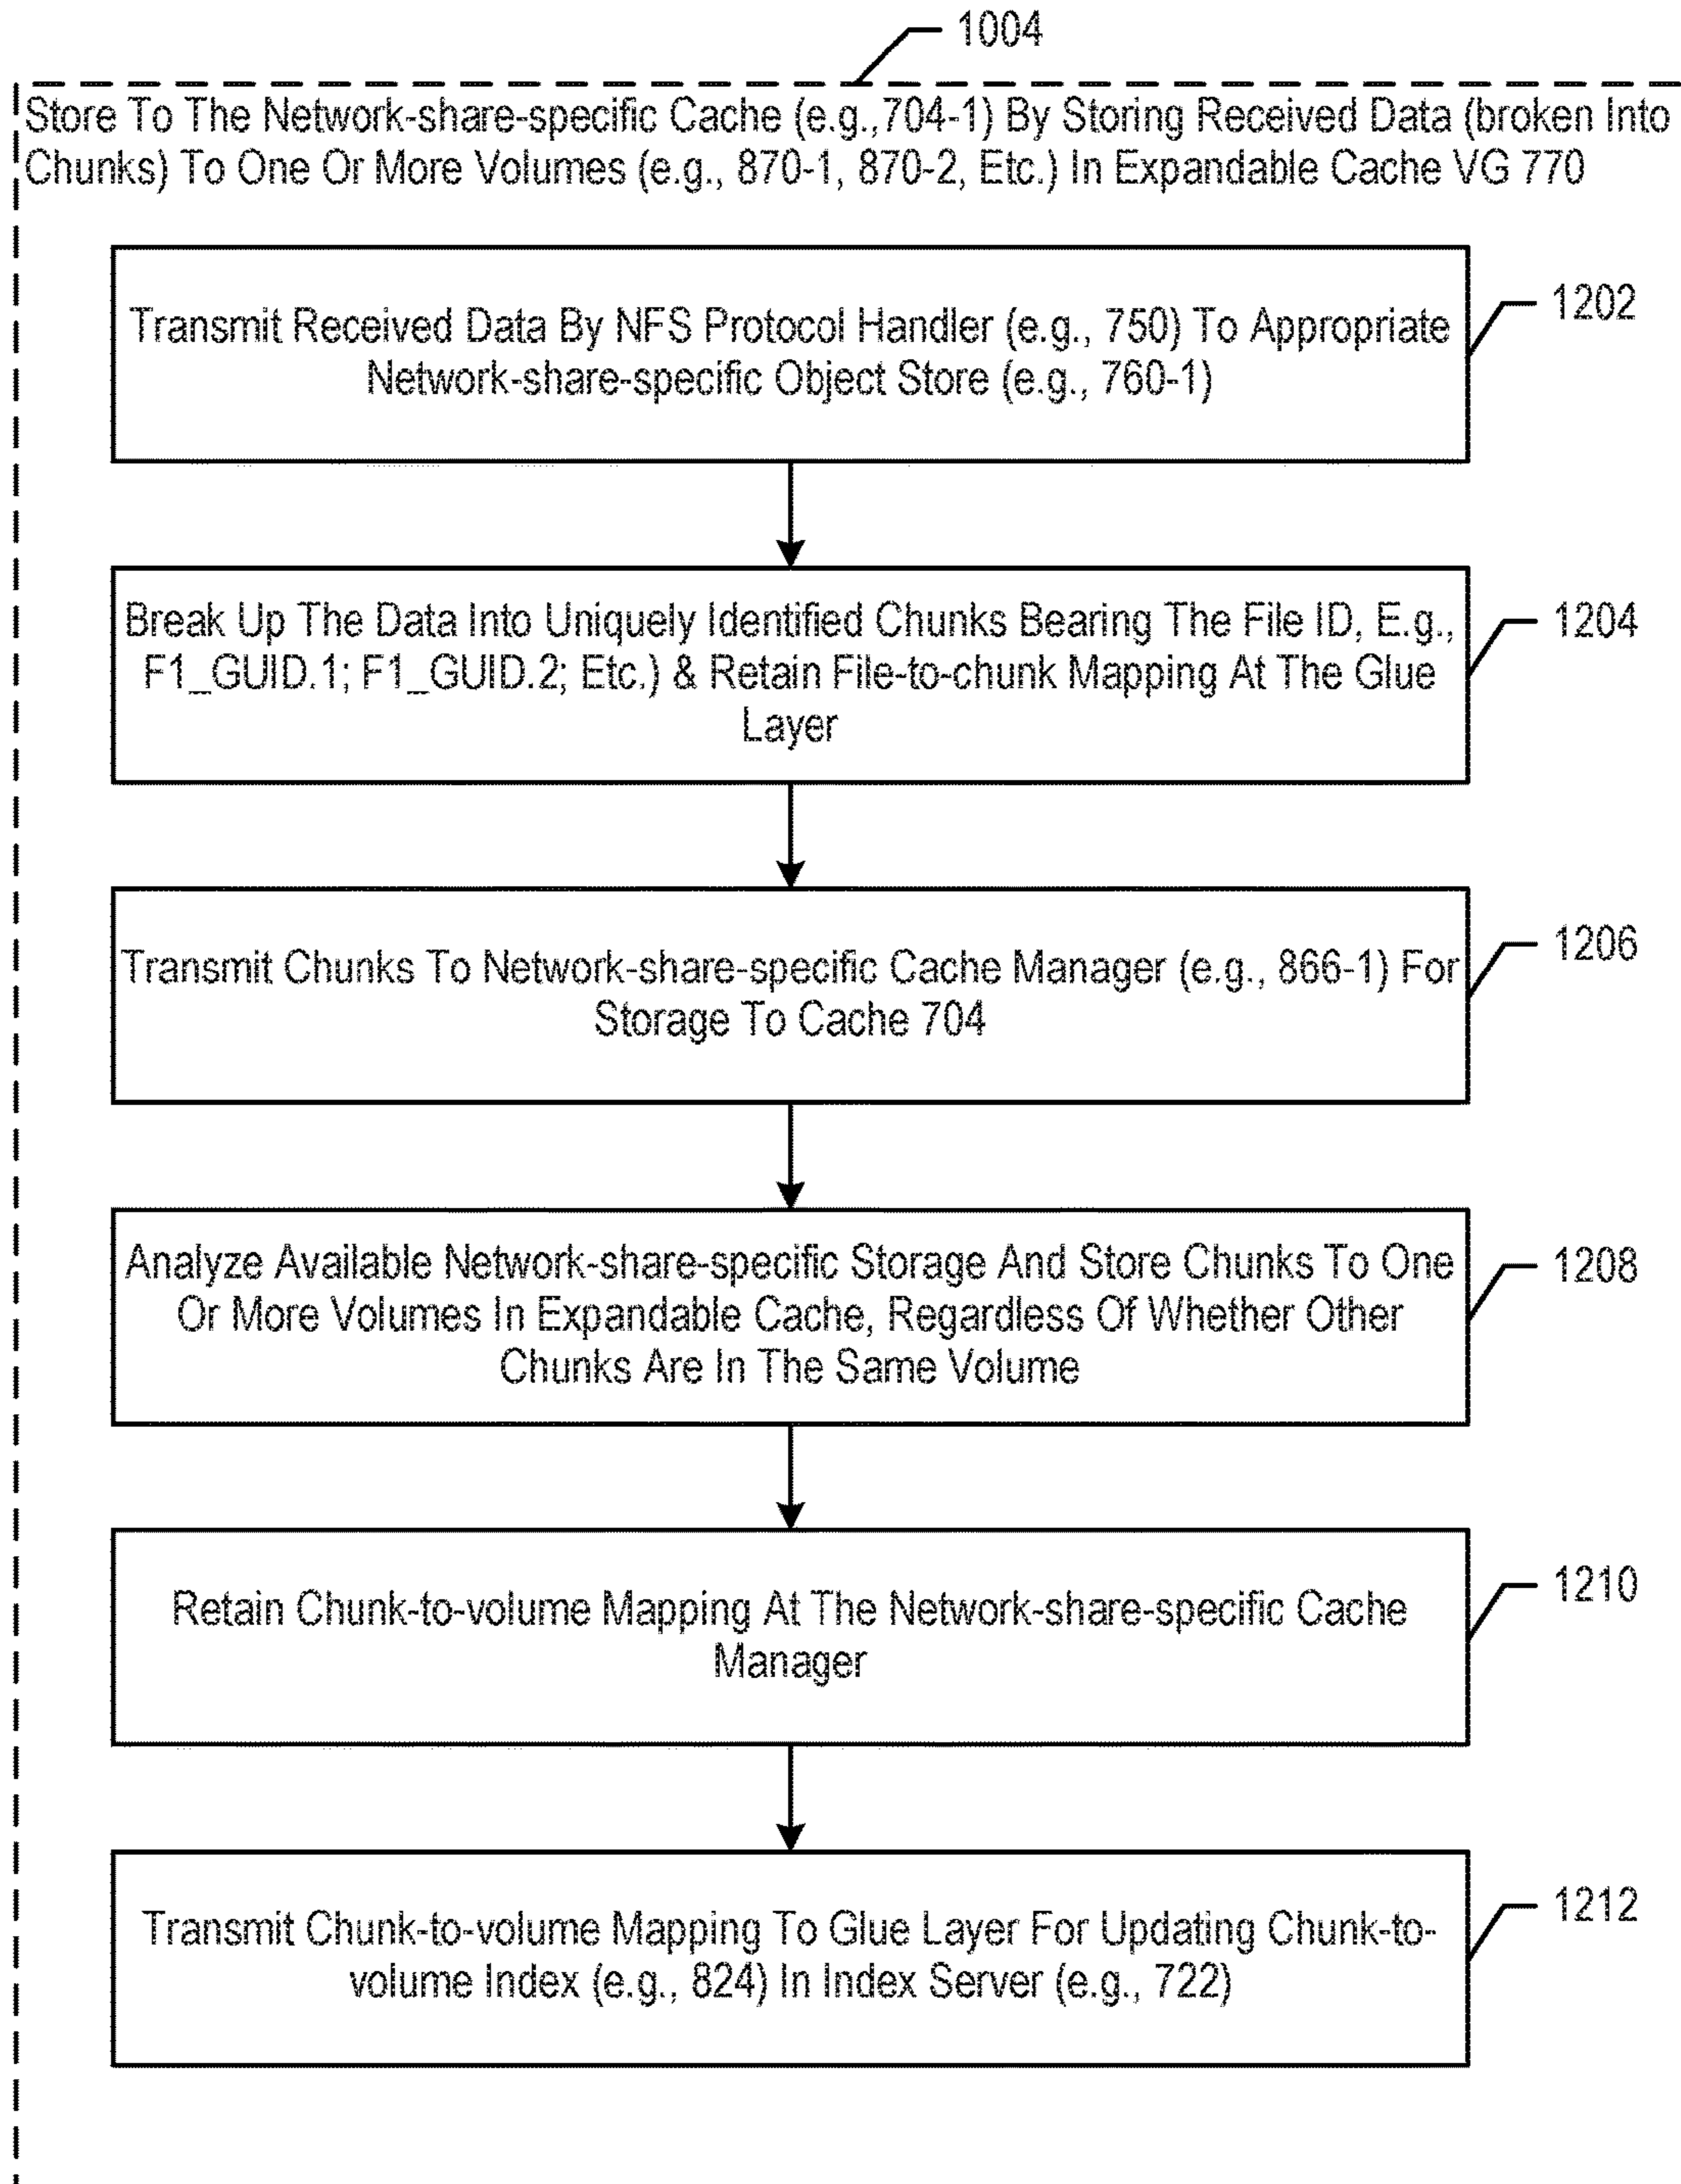 1004
Store To The Network-share-specific Cache (e.g.,704-1) By Storing Received Data (broken Into
Chunks) To One Or More Volumes (e.g., 870-1, 870-2, Etc.) In Expandable Cache VG 770
1202
Transmit Received Data By NFS Protocol Handler (e.g., 750) To Appropriate
Network-share-specific Object Store (e.g., 760-1)
1204
Break Up The Data Into Uniquely Identified Chunks Bearing The File ID, E.g.,
F1_GUID.1; F1_GUID.2; Etc.) & Retain File-to-chunk Mapping At The Glue
Layer
1206
Transmit Chunks To Network-share-specific Cache Manager (e.g., 866-1) For
Storage To Cache 704
1208
Analyze Available Network-share-specific Storage And Store Chunks To One
Or More Volumes In Expandable Cache, Regardless Of Whether Other
Chunks Are In The Same Volume
1210
Retain Chunk-to-volume Mapping At The Network-share-specific Cache
Manager
1212
Transmit Chunk-to-volume Mapping To Glue Layer For Updating Chunk-to-
volume Index (e.g., 824) In Index Server (e.g., 722)